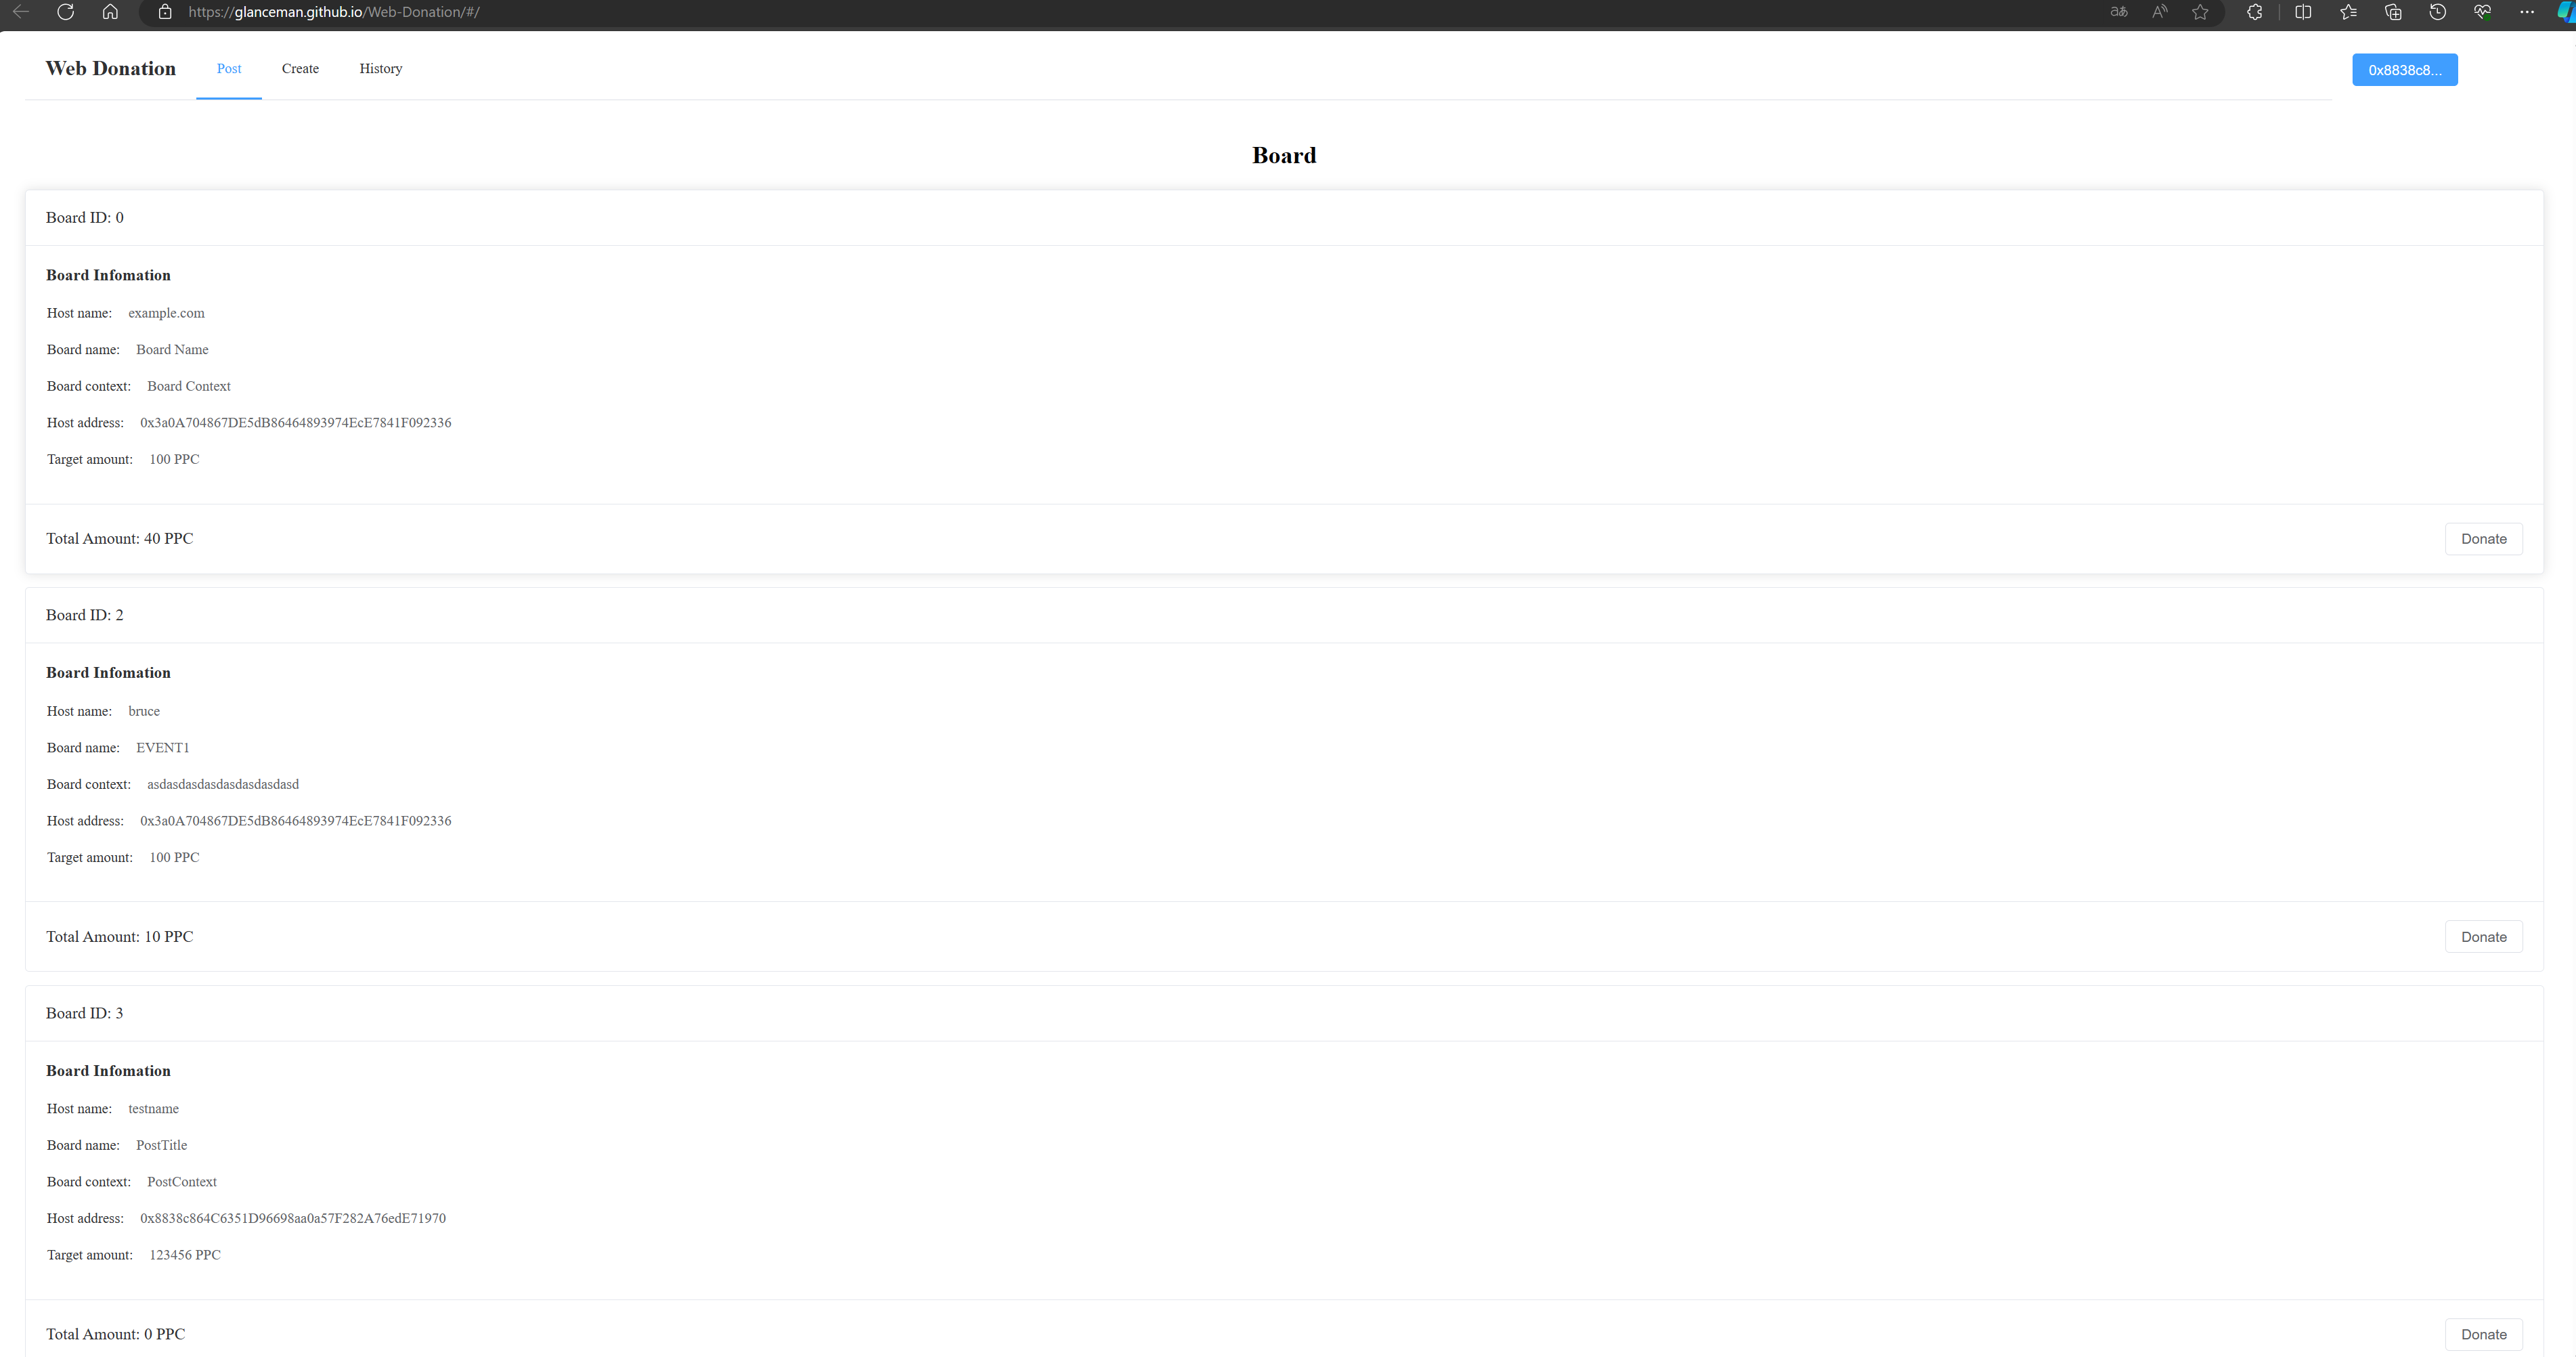 https://glanceman.github.io/Web-Donation/#/
Web Donation Post Create History 0x8838c8...
Board
Board ID: 0
Board Infomation
Host name: example.com
Board name: Board Name
Board context: Board Context
Host address: 0x3a0A704867DE5dB86464893974EcE7841F092336
Target amount: 100 PPC
Total Amount: 40 PPC Donate
Board ID: 2
Board Infomation
Host name: bruce
Board name: EVENT1
Board context: asdasdasdasdasdasdasdasd
Host address: 0x3a0A704867DE5dB86464893974EcE7841F092336
Target amount: 100 PPC
Total Amount: 10 PPC Donate
Board ID: 3
Board Infomation
Host name: testname
Board name: PostTitle
Board context: PostContext
Host address: 0x8838c864C6351D96698aa0a57F282A76edE71970
Target amount: 123456 PPC
Total Amount: 0 PPC Donate